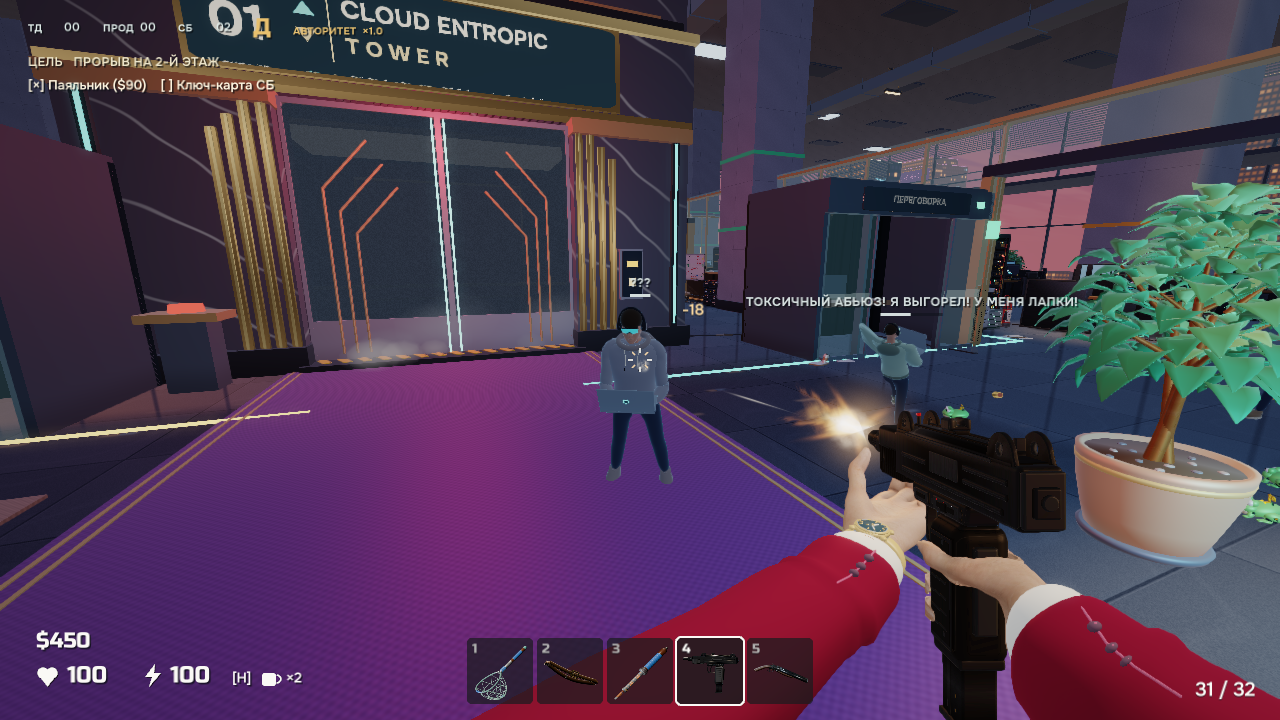 ТД 00 ПРОД 00 СБ 02
Д АВТОРИТЕТ ×1.0
01 CLOUD ENTROPIC
TOWER
ЦЕЛЬ ПРОРЫВ НА 2-Й ЭТАЖ
[×] Паяльник ($90) [ ] Ключ-карта СБ
ПЕРЕГОВОРКА
???
-18
ТОКСИЧНЫЙ АБЬЮЗ! Я ВЫГОРЕЛ! У МЕНЯ ЛАПКИ!
$450
100 100 [H] ×2
1 2 3 4 5
31 / 32